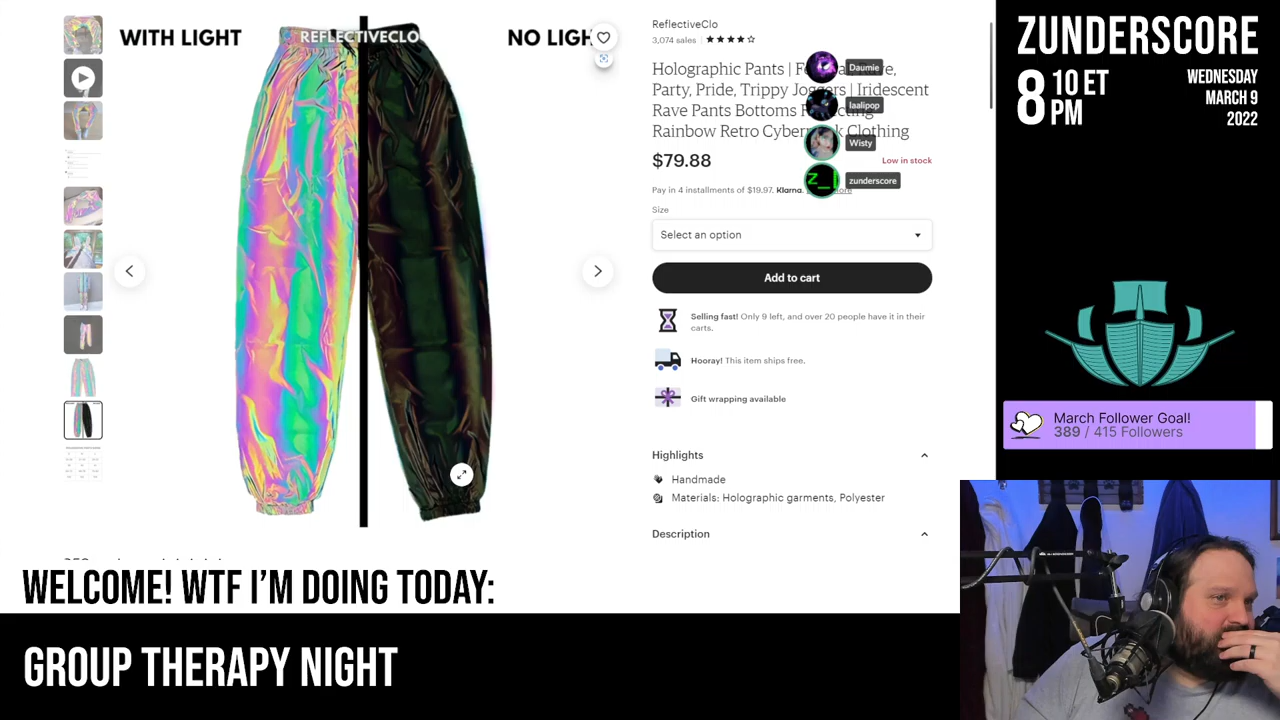 WITH LIGHT
REFLECTIVECLO
NO LIGH
ReflectiveClo
3,074 sales
Holographic Pants | Rave,
Party, Pride, Trippy Joggers | Iridescent
Rave Pants Bottoms
Rainbow Retro Clothing
$79.88
Low in stock
Pay in 4 installments of $19.97. Klarna.
Daumie
laalipop
Wisty
z_|
zunderscore
Size
Select an option
Add to cart
Selling fast! Only 9 left, and over 20 people have it in their
carts.
Hooray! This item ships free.
Gift wrapping available
Highlights
Handmade
Materials: Holographic garments, Polyester
Description
WELCOME! WTF I'M DOING TODAY:
GROUP THERAPY NIGHT
ZUNDERSCORE
8 10 ET
PM
WEDNESDAY
MARCH 9
2022
March Follower Goal!
389 / 415 Followers